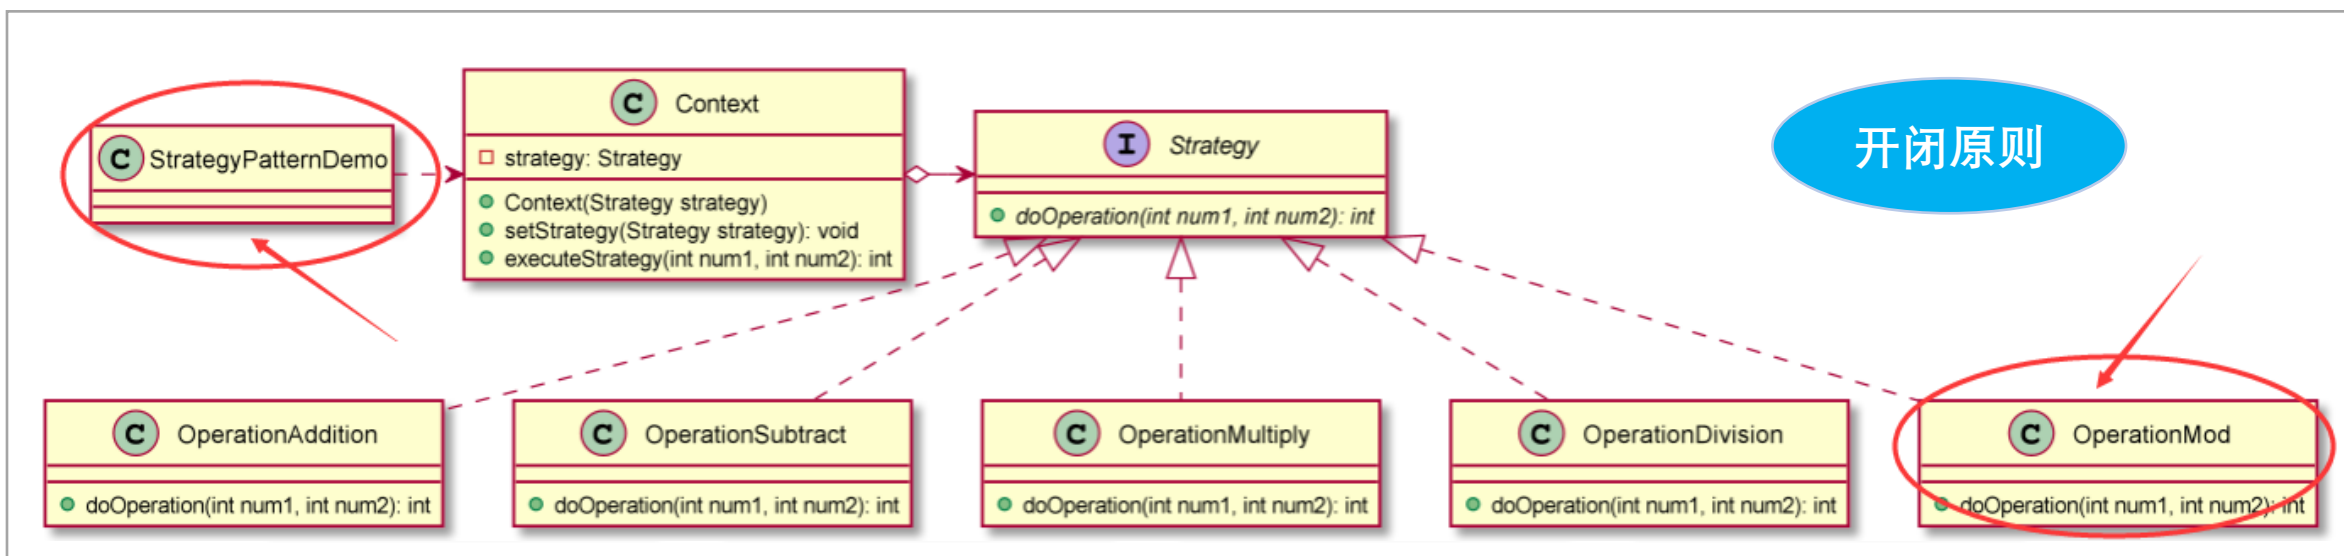 C StrategyPatternDemo
C Context
strategy: Strategy
Context(Strategy strategy)
setStrategy(Strategy strategy): void
executeStrategy(int num1, int num2): int
I Strategy
doOperation(int num1, int num2): int
开闭原则
C OperationAddition
doOperation(int num1, int num2): int
C OperationSubtract
doOperation(int num1, int num2): int
C OperationMultiply
doOperation(int num1, int num2): int
C OperationDivision
doOperation(int num1, int num2): int
C OperationMod
doOperation(int num1, int num2): int